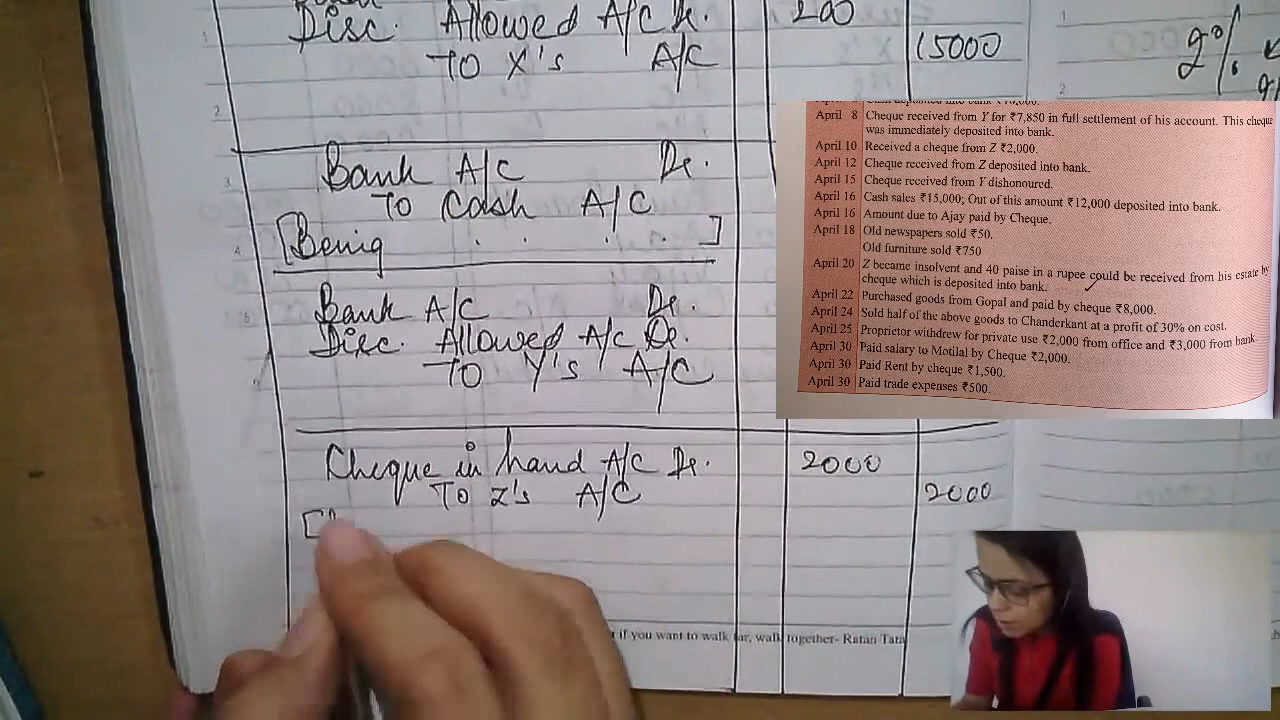 Disc. Allowed A/C Dr. 200
To X's A/C 15000
9%
Bank A/C Dr.
To Cash A/C
[Being . . . . ]
Bank A/C Dr.
Disc. Allowed A/C Dr.
To Y's A/C
Cheque in hand A/C Dr. 2000
To Z's A/C 2000
if you want to walk far, walk together- Ratan Tata
Cash deposited into bank ₹10,000.
April 8 Cheque received from Y for ₹7,850 in full settlement of his account. This cheque
was immediately deposited into bank.
April 10 Received a cheque from Z ₹2,000.
April 12 Cheque received from Z deposited into bank.
April 15 Cheque received from Y dishonoured.
April 16 Cash sales ₹15,000; Out of this amount ₹12,000 deposited into bank.
April 16 Amount due to Ajay paid by Cheque.
April 18 Old newspapers sold ₹50.
Old furniture sold ₹750
April 20 Z became insolvent and 40 paise in a rupee could be received from his estate by
cheque which is deposited into bank.
April 22 Purchased goods from Gopal and paid by cheque ₹8,000.
April 24 Sold half of the above goods to Chanderkant at a profit of 30% on cost.
April 25 Proprietor withdrew for private use ₹2,000 from office and ₹3,000 from bank.
April 30 Paid salary to Motilal by Cheque ₹2,000.
April 30 Paid Rent by cheque ₹1,500.
April 30 Paid trade expenses ₹500.